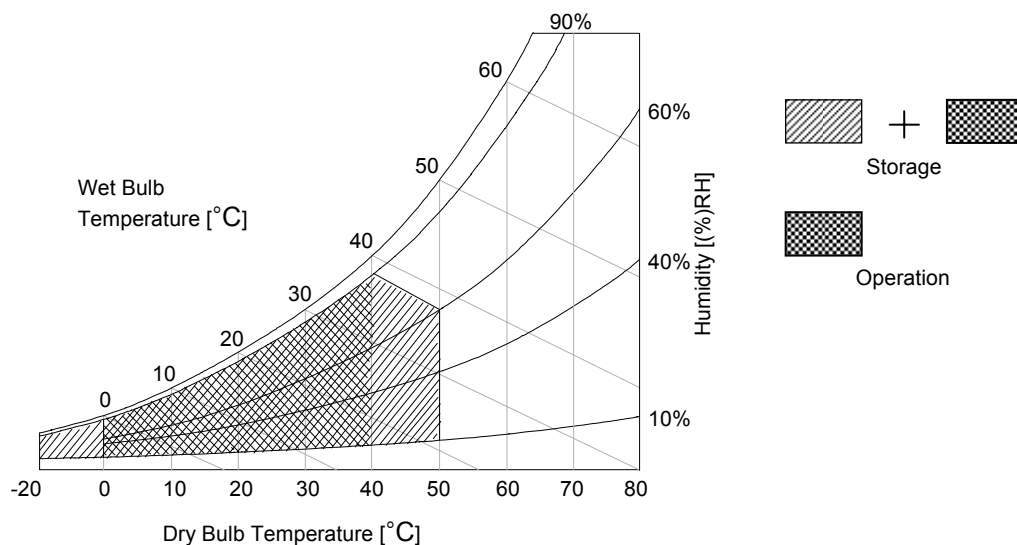 90%
60
60%
50
Wet Bulb
Temperature [°C]
Storage
40
40%
30
Operation
20
10
0
10%
Humidity [(%)RH]
-20 0 10 20 30 40 50 60 70 80
Dry Bulb Temperature [°C]